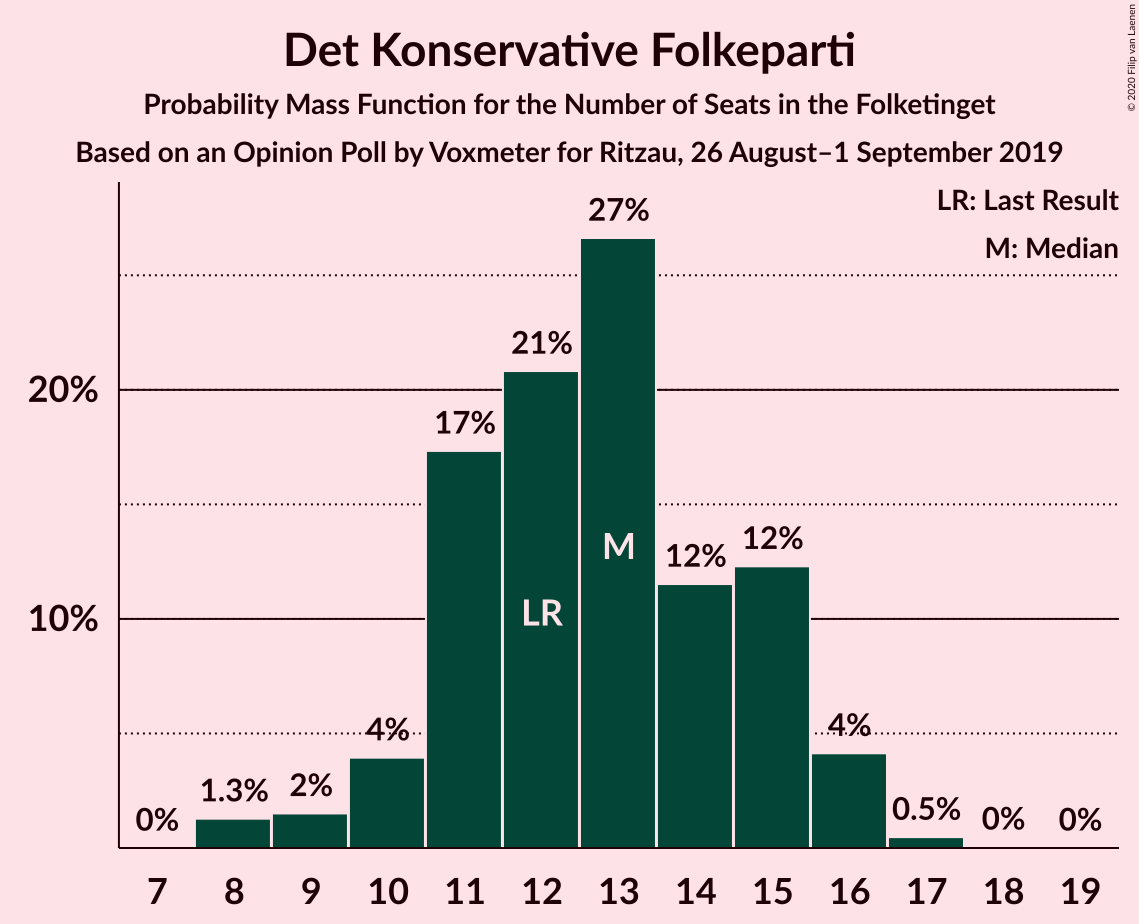 Det Konservative Folkeparti
Probability Mass Function for the Number of Seats in the Folketinget
Based on an Opinion Poll by Voxmeter for Ritzau, 26 August–1 September 2019
© 2020 Filip van Laenen
LR: Last Result
M: Median
20%
10%
0%
1.3%
2%
4%
17%
21%
27%
12%
12%
4%
0.5%
0%
0%
LR
M
7 8 9 10 11 12 13 14 15 16 17 18 19